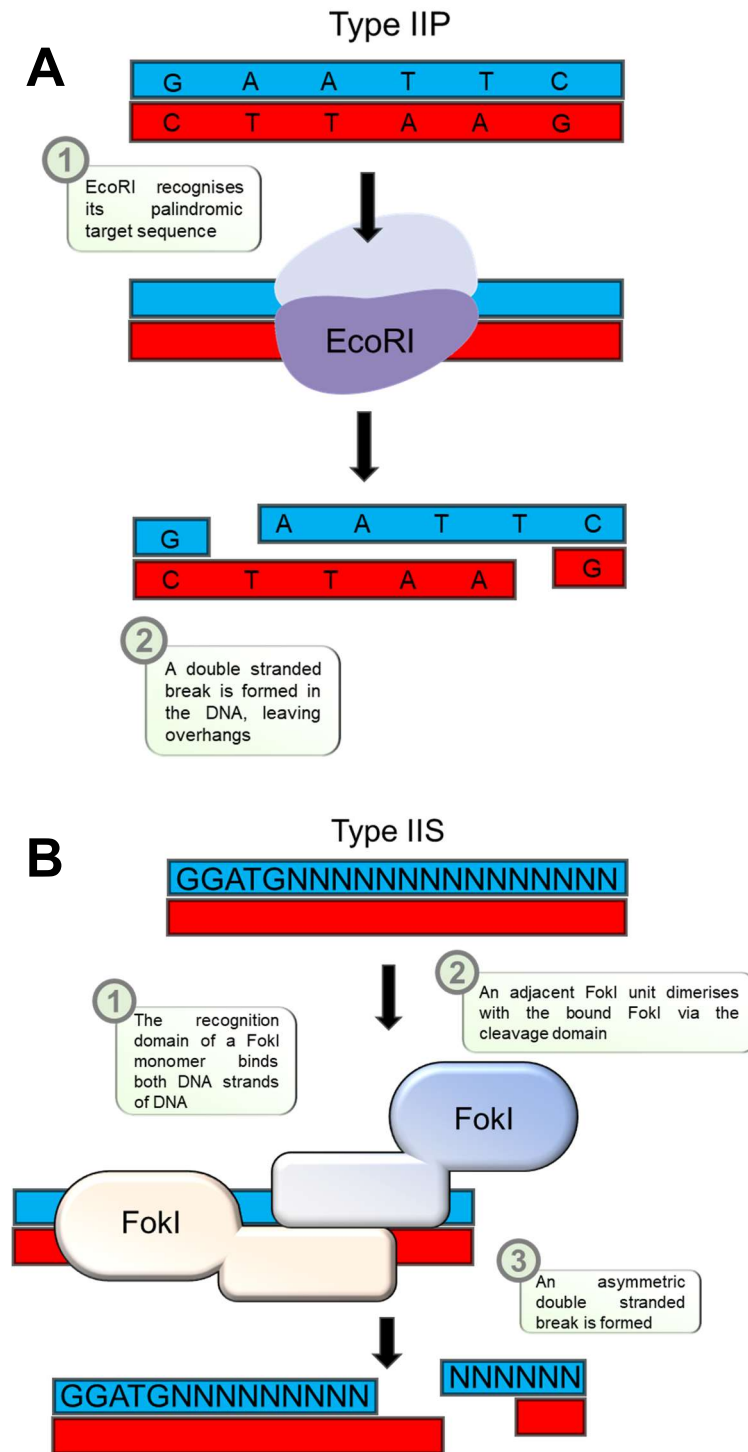 Type IIP
A
G A A T T C
C T T A A G
1
EcoRI recognises
its palindromic
target sequence
EcoRI
A A T T C
G
C T T A A
G
2
A double stranded
break is formed in
the DNA, leaving
overhangs
Type IIS
B
GGATGNNNNNNNNNNNNNNN
1
The recognition
domain of a FokI
monomer binds
both DNA strands
of DNA
2
An adjacent FokI unit dimerises
with the bound FokI via the
cleavage domain
FokI
FokI
3
An asymmetric
double stranded
break is formed
GGATGNNNNNNNNN
NNNNNN